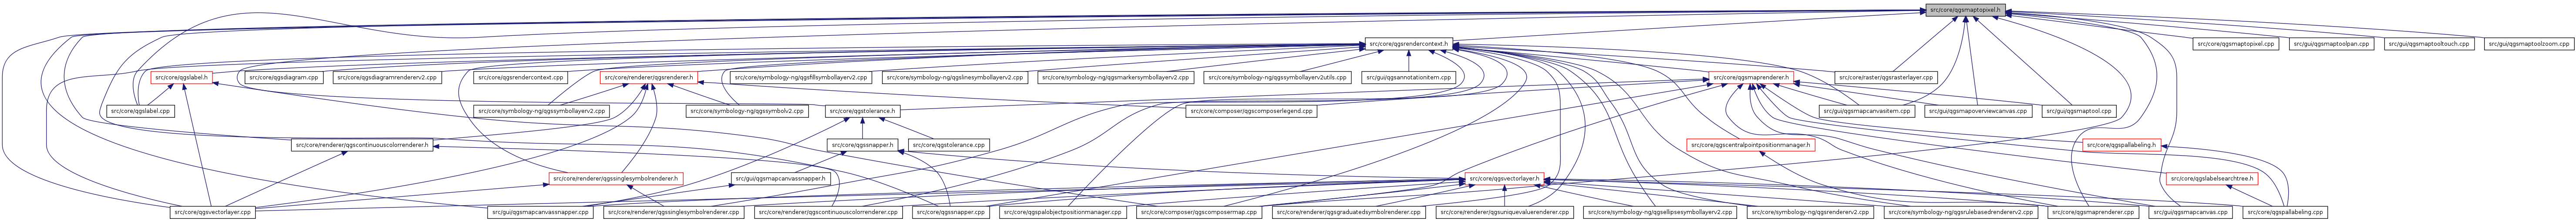 src/core/qgsmaptopixel.h
src/core/qgsrendercontext.h
src/core/qgsmaptopixel.cpp
src/gui/qgsmaptoolpan.cpp
src/gui/qgsmaptooltouch.cpp
src/gui/qgsmaptoolzoom.cpp
src/core/qgslabel.h
src/core/qgsdiagram.cpp
src/core/qgsdiagramrendererv2.cpp
src/core/qgsrendercontext.cpp
src/core/renderer/qgsrenderer.h
src/core/symbology-ng/qgsfillsymbollayerv2.cpp
src/core/symbology-ng/qgslinesymbollayerv2.cpp
src/core/symbology-ng/qgsmarkersymbollayerv2.cpp
src/core/symbology-ng/qgssymbollayerv2utils.cpp
src/gui/qgsannotationitem.cpp
src/core/qgsmaprenderer.h
src/core/raster/qgsrasterlayer.cpp
src/core/qgslabel.cpp
src/core/symbology-ng/qgssymbollayerv2.cpp
src/core/symbology-ng/qgssymbolv2.cpp
src/core/qgstolerance.h
src/core/composer/qgscomposerlegend.cpp
src/gui/qgsmapcanvasitem.cpp
src/gui/qgsmapoverviewcanvas.cpp
src/gui/qgsmaptool.cpp
src/core/renderer/qgscontinuouscolorrenderer.h
src/core/qgssnapper.h
src/core/qgstolerance.cpp
src/core/qgscentralpointpositionmanager.h
src/core/qgspallabeling.h
src/core/renderer/qgssinglesymbolrenderer.h
src/gui/qgsmapcanvassnapper.h
src/core/qgsvectorlayer.h
src/core/qgslabelsearchtree.h
src/core/qgsvectorlayer.cpp
src/gui/qgsmapcanvassnapper.cpp
src/core/renderer/qgssinglesymbolrenderer.cpp
src/core/renderer/qgscontinuouscolorrenderer.cpp
src/core/qgssnapper.cpp
src/core/qgspalobjectpositionmanager.cpp
src/core/composer/qgscomposermap.cpp
src/core/renderer/qgsgraduatedsymbolrenderer.cpp
src/core/renderer/qgsuniquevaluerenderer.cpp
src/core/symbology-ng/qgsellipsesymbollayerv2.cpp
src/core/symbology-ng/qgsrendererv2.cpp
src/core/symbology-ng/qgsrulebasedrendererv2.cpp
src/core/qgsmaprenderer.cpp
src/gui/qgsmapcanvas.cpp
src/core/qgspallabeling.cpp